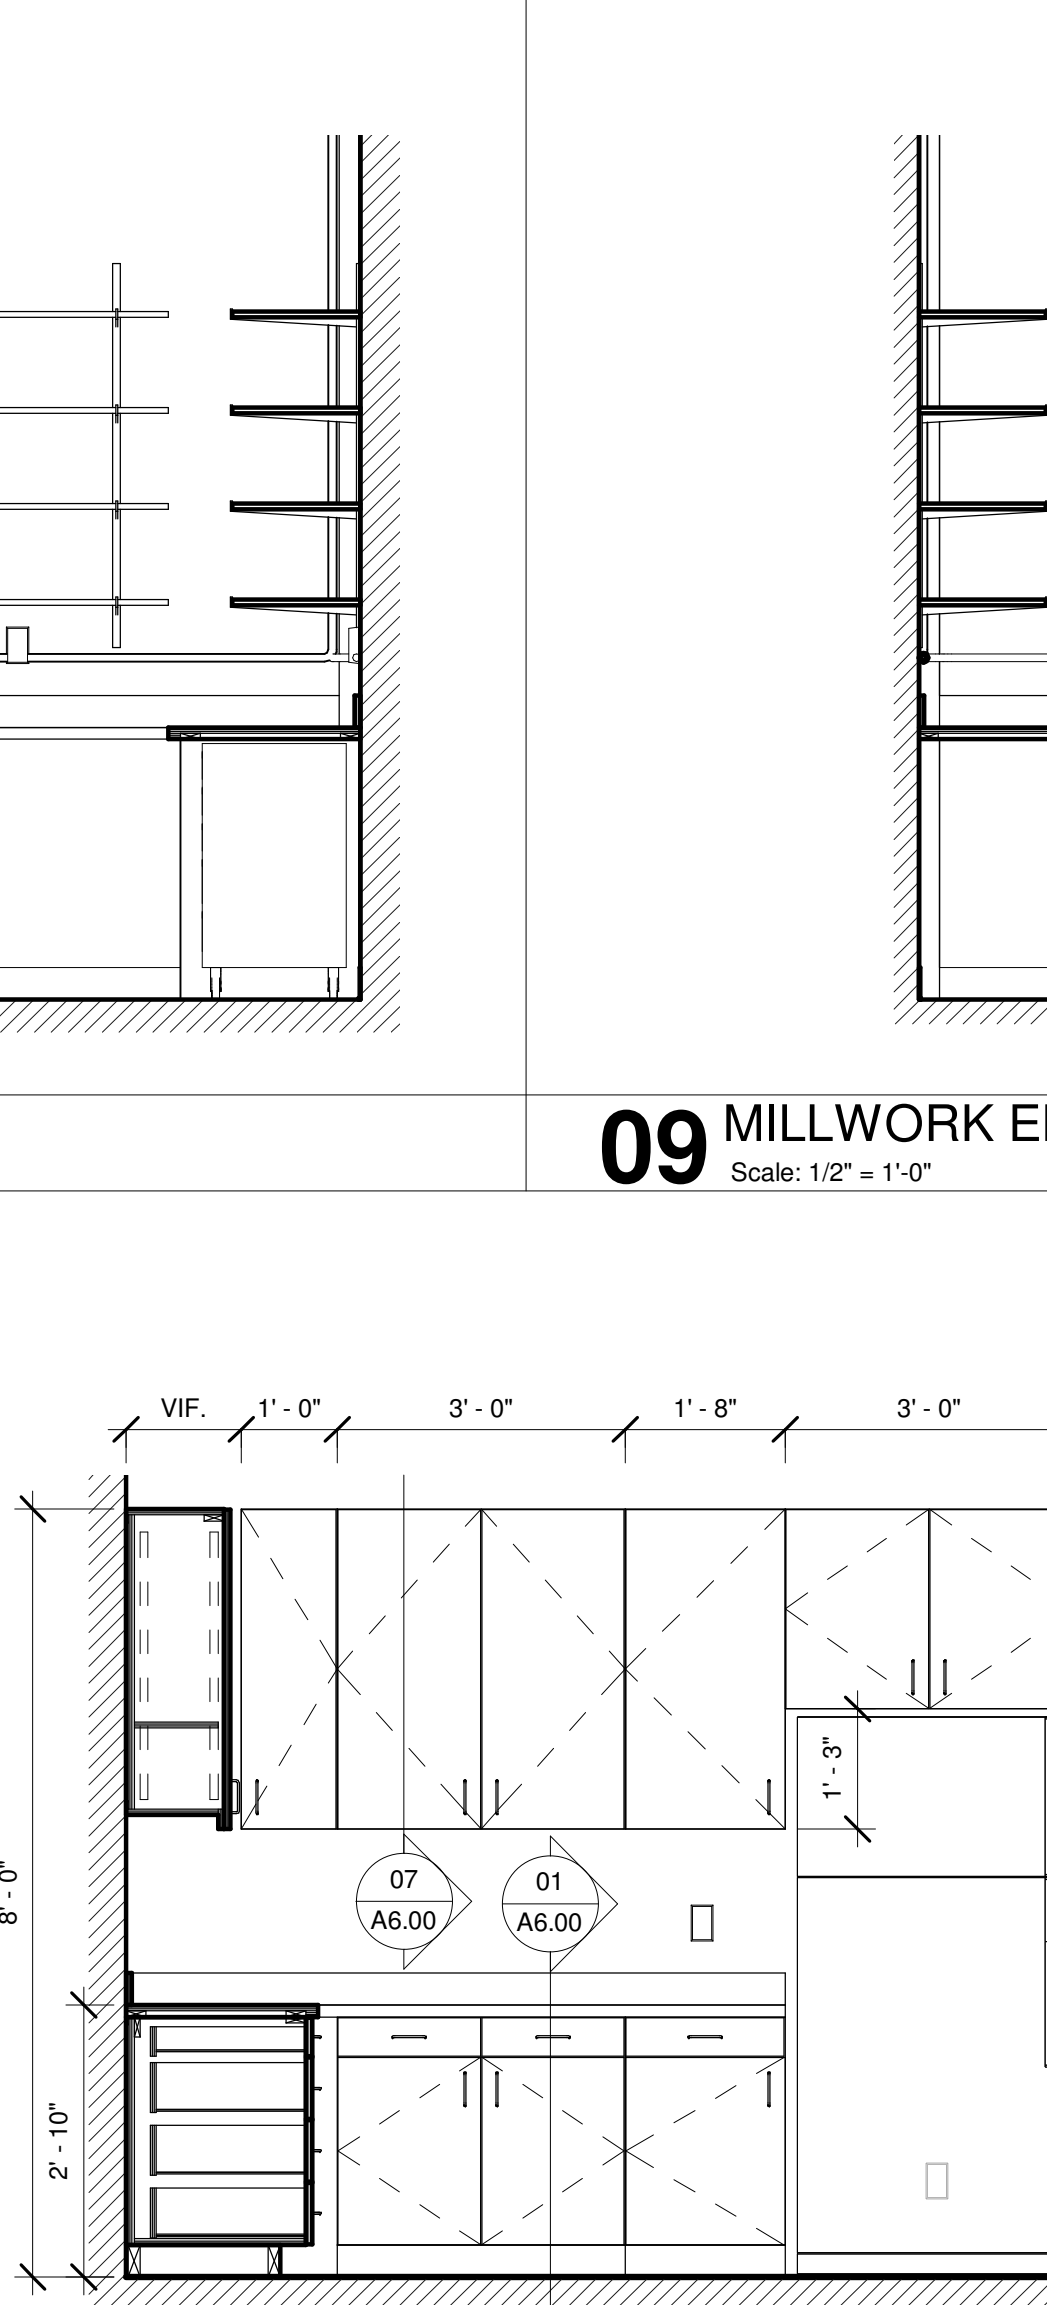 09 MILLWORK E
Scale: 1/2" = 1'-0"
VIF. 1' - 0" 3' - 0" 1' - 8" 3' - 0"
1' - 3"
8' - 0"
07
A6.00
01
A6.00
2' - 10"